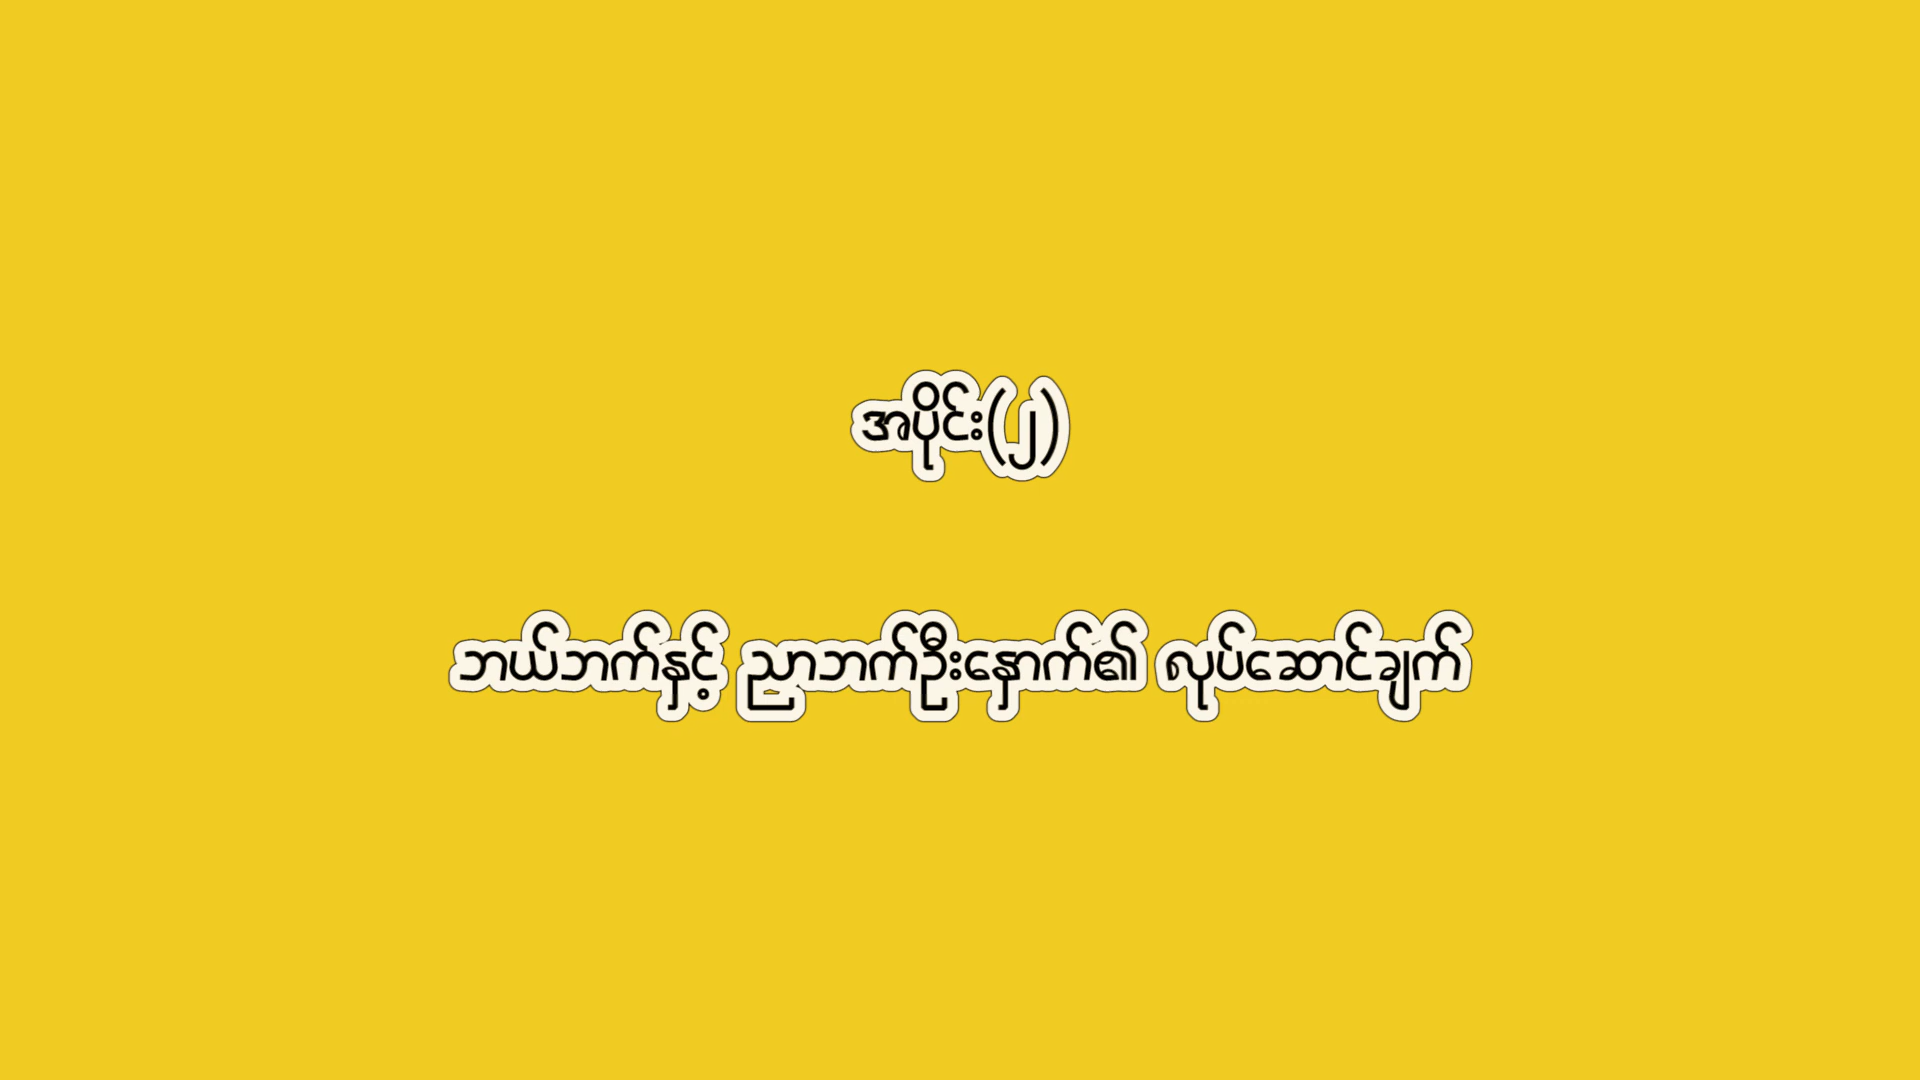 အပိုင်း(၂)
ဘယ်ဘက်နှင့် ညာဘက်ဦးနှောက်၏ လုပ်ဆောင်ချက်